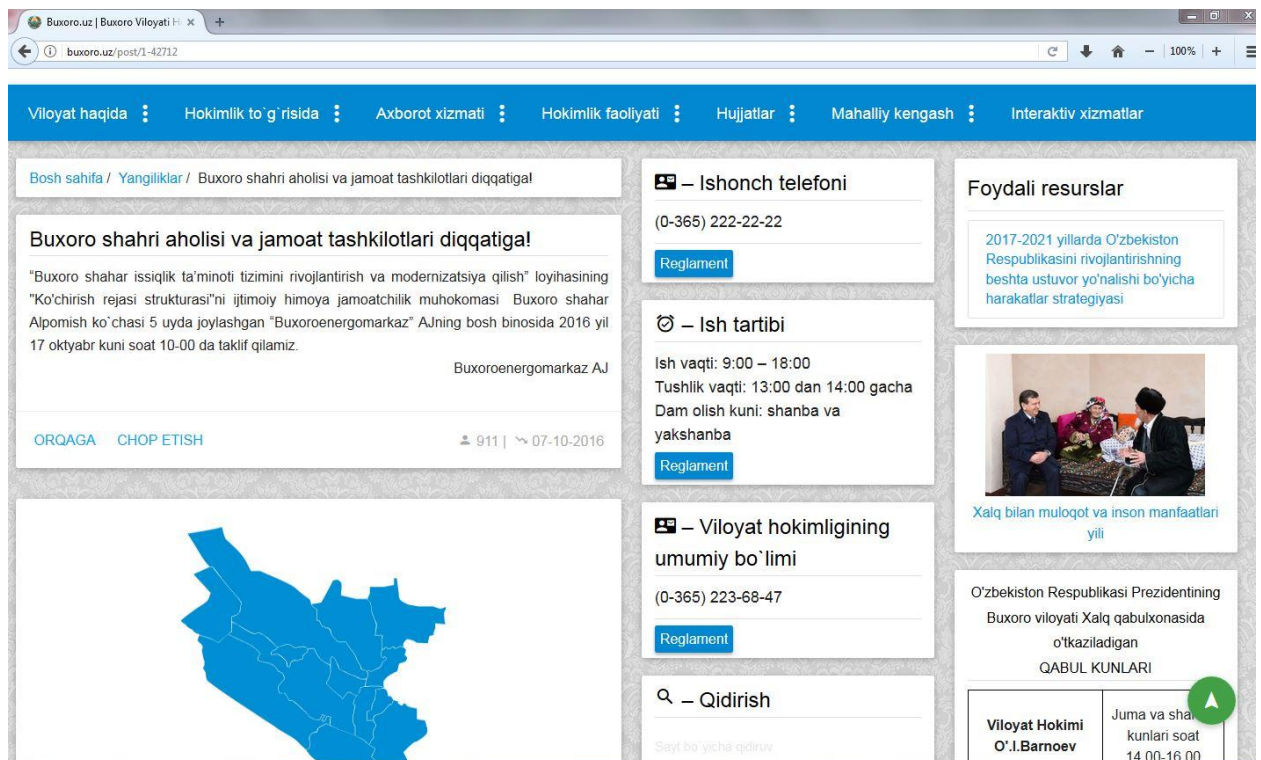 Buxoro.uz | Buxoro Viloyati H
buxoro.uz/post/1-42712
100%
Viloyat haqida
Hokimlik to`g`risida
Axborot xizmati
Hokimlik faoliyati
Hujjatlar
Mahalliy kengash
Interaktiv xizmatlar
Bosh sahifa / Yangiliklar / Buxoro shahri aholisi va jamoat tashkilotlari diqqatiga!
Buxoro shahri aholisi va jamoat tashkilotlari diqqatiga!
“Buxoro shahar issiqlik ta’minoti tizimini rivojlantirish va modernizatsiya qilish” loyihasining
"Ko'chirish rejasi strukturasi"ni ijtimoiy himoya jamoatchilik muhokomasi Buxoro shahar
Alpomish ko`chasi 5 uyda joylashgan “Buxoroenergomarkaz” AJning bosh binosida 2016 yil
17 oktyabr kuni soat 10-00 da taklif qilamiz.
Buxoroenergomarkaz AJ
ORQAGA CHOP ETISH
911 | 07-10-2016
– Ishonch telefoni
(0-365) 222-22-22
Reglament
– Ish tartibi
Ish vaqti: 9:00 – 18:00
Tushlik vaqti: 13:00 dan 14:00 gacha
Dam olish kuni: shanba va
yakshanba
Reglament
– Viloyat hokimligining
umumiy bo`limi
(0-365) 223-68-47
Reglament
– Qidirish
Sayt bo`yicha qidiruv
Foydali resurslar
2017-2021 yillarda O'zbekiston
Respublikasini rivojlantirishning
beshta ustuvor yo'nalishi bo'yicha
harakatlar strategiyasi
Xalq bilan muloqot va inson manfaatlari
yili
O'zbekiston Respublikasi Prezidentining
Buxoro viloyati Xalq qabulxonasida
o'tkaziladigan
QABUL KUNLARI
Viloyat Hokimi
O'.I.Barnoev
Juma va
kunlari soat
14.00-16.00